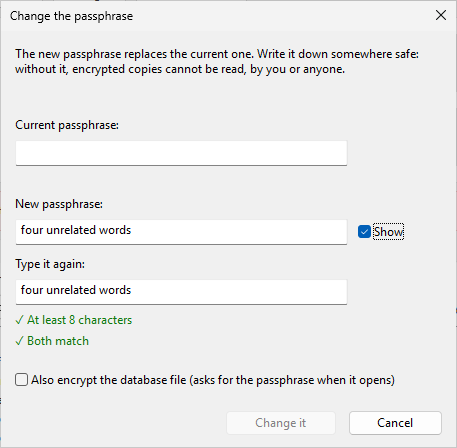 Change the passphrase
The new passphrase replaces the current one. Write it down somewhere safe:
without it, encrypted copies cannot be read, by you or anyone.
Current passphrase:
New passphrase:
four unrelated words
Show
Type it again:
four unrelated words
✓ At least 8 characters
✓ Both match
Also encrypt the database file (asks for the passphrase when it opens)
Change it
Cancel